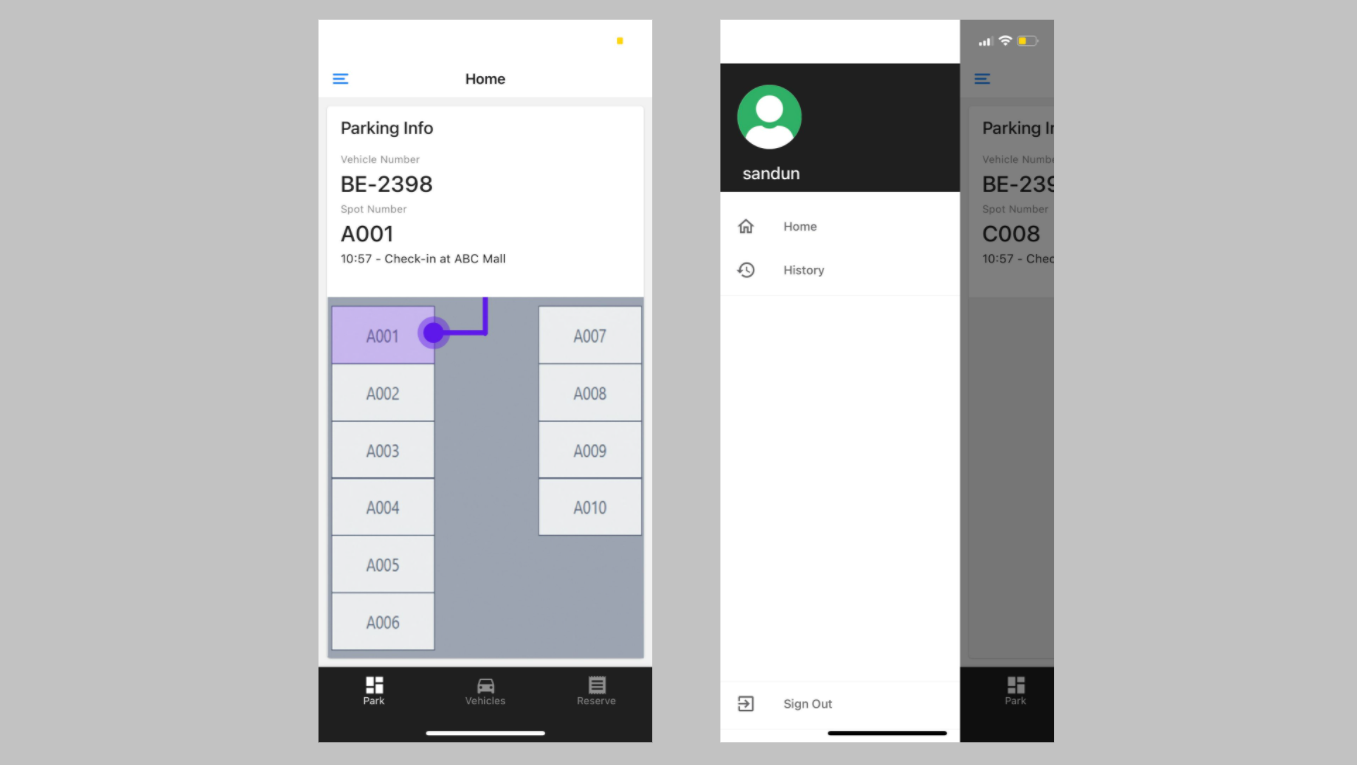 Home
Parking Info
Vehicle Number
BE-2398
Spot Number
A001
10:57 - Check-in at ABC Mall
A001
A007
A002
A008
A003
A009
A004
A010
A005
A006
Park
Vehicles
Reserve
sandun
Home
History
Sign Out
Parking Ir
Vehicle Numbe
BE-239
Spot Number
C008
10:57 - Chec
Park